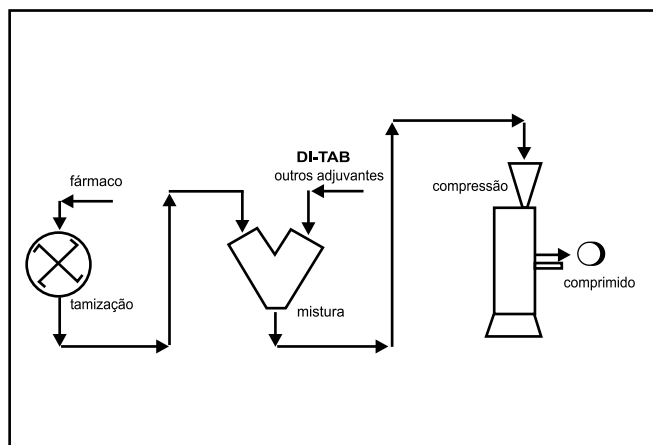 fármaco
tamização
DI-TAB
outros adjuvantes
mistura
compressão
comprimido